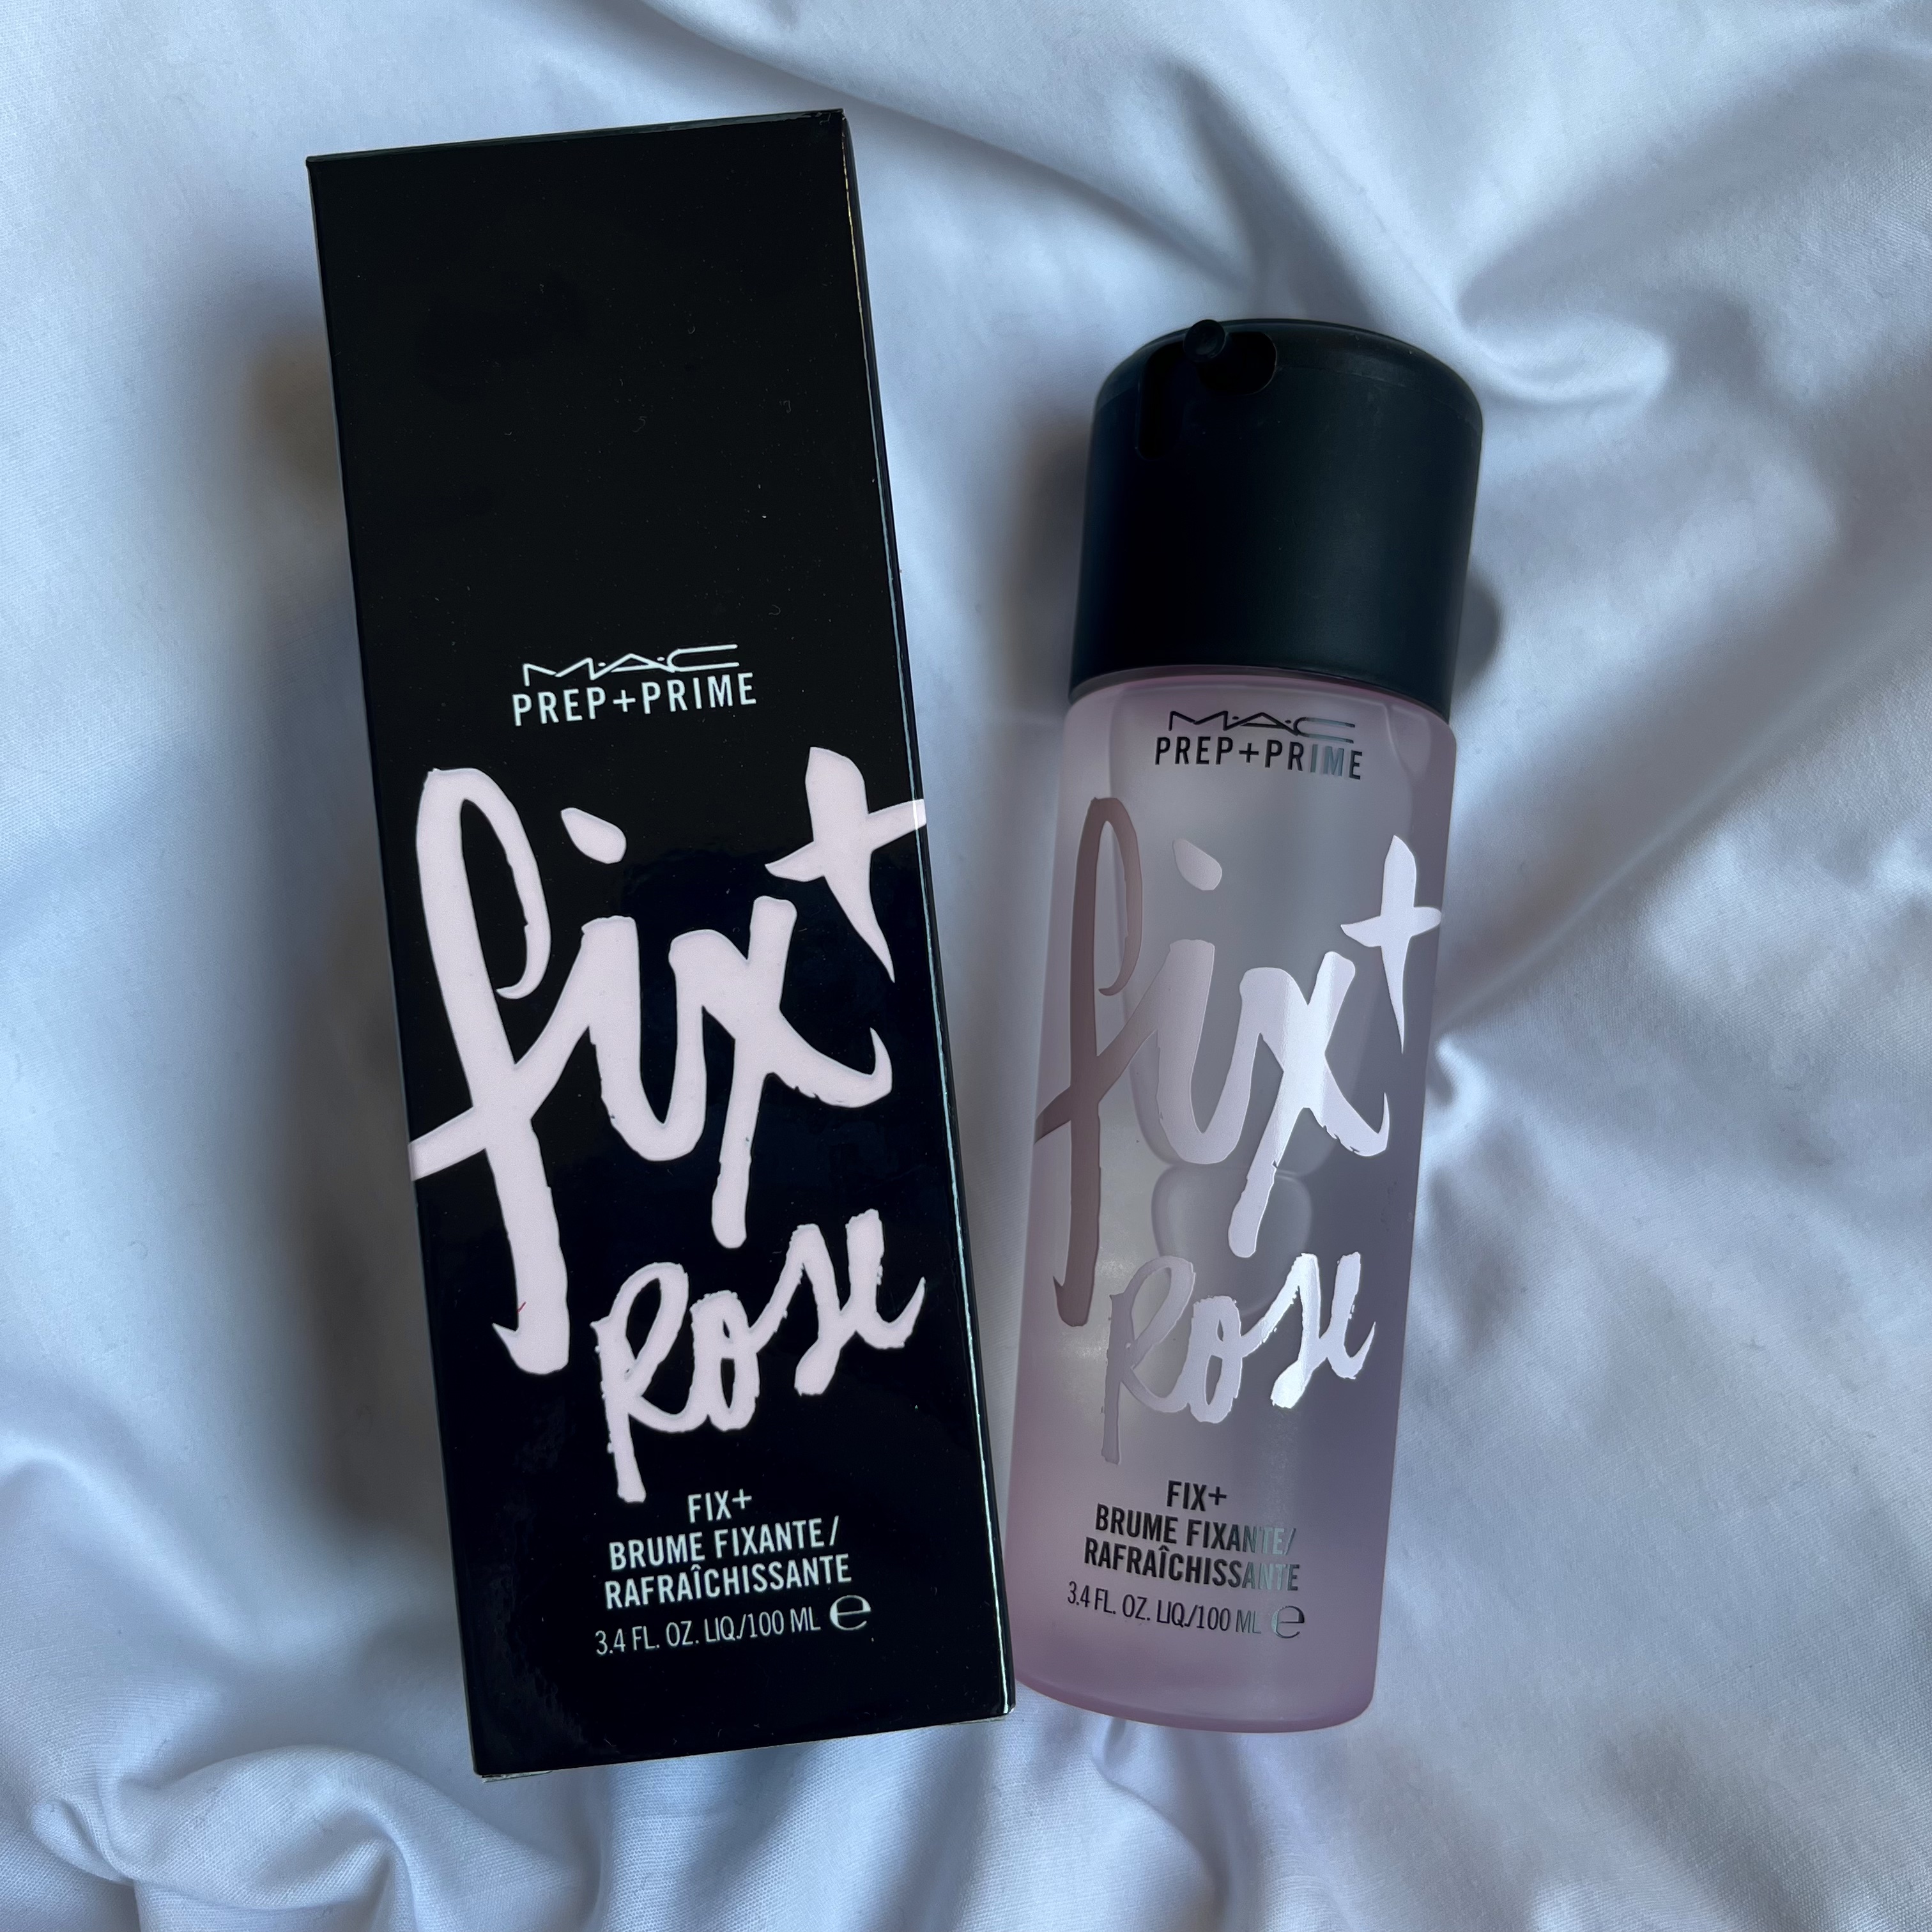 M·A·C
PREP+PRIME
fix+
Rose
FIX+
BRUME FIXANTE/
RAFRAÎCHISSANTE
3.4 FL. OZ. LIQ./100 ML ℮
M·A·C
PREP+PRIME
fix+
Rose
FIX+
BRUME FIXANTE/
RAFRAÎCHISSANTE
3.4 FL. OZ. LIQ./100 ML ℮